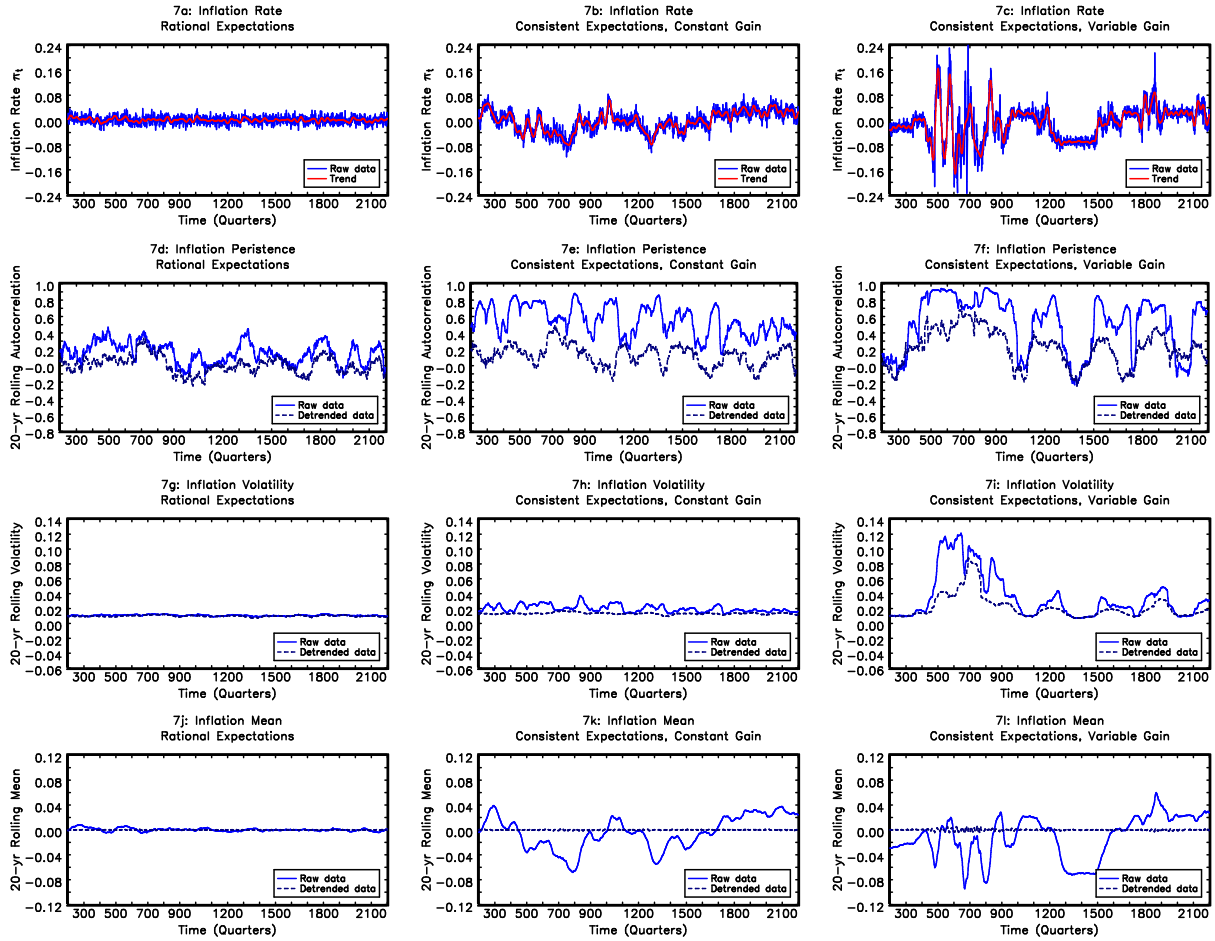 7a: Inflation Rate
Rational Expectations
Inflation Rate π_t
0.24
0.16
0.08
0.00
−0.08
−0.16
−0.24
Raw data
Trend
300 500 700 900 1200 1500 1800 2100
Time (Quarters)
7b: Inflation Rate
Consistent Expectations, Constant Gain
Inflation Rate π_t
0.24
0.16
0.08
0.00
−0.08
−0.16
−0.24
Raw data
Trend
300 500 700 900 1200 1500 1800 2100
Time (Quarters)
7c: Inflation Rate
Consistent Expectations, Variable Gain
Inflation Rate π_t
0.24
0.16
0.08
0.00
−0.08
−0.16
−0.24
Raw data
Trend
300 500 700 900 1200 1500 1800 2100
Time (Quarters)
7d: Inflation Peristence
Rational Expectations
20-yr Rolling Autocorrelation
1.0
0.8
0.6
0.4
0.2
−0.0
−0.2
−0.4
−0.6
−0.8
Raw data
Detrended data
300 500 700 900 1200 1500 1800 2100
Time (Quarters)
7e: Inflation Peristence
Consistent Expectations, Constant Gain
20-yr Rolling Autocorrelation
1.0
0.8
0.6
0.4
0.2
−0.0
−0.2
−0.4
−0.6
−0.8
Raw data
Detrended data
300 500 700 900 1200 1500 1800 2100
Time (Quarters)
7f: Inflation Peristence
Consistent Expectations, Variable Gain
20-yr Rolling Autocorrelation
1.0
0.8
0.6
0.4
0.2
−0.0
−0.2
−0.4
−0.6
−0.8
Raw data
Detrended data
300 500 700 900 1200 1500 1800 2100
Time (Quarters)
7g: Inflation Volatility
Rational Expectations
20-yr Rolling Volatility
0.14
0.12
0.10
0.08
0.06
0.04
0.02
−0.00
−0.02
−0.04
−0.06
Raw data
Detrended data
300 500 700 900 1200 1500 1800 2100
Time (Quarters)
7h: Inflation Volatility
Consistent Expectations, Constant Gain
20-yr Rolling Volatility
0.14
0.12
0.10
0.08
0.06
0.04
0.02
−0.00
−0.02
−0.04
−0.06
Raw data
Detrended data
300 500 700 900 1200 1500 1800 2100
Time (Quarters)
7i: Inflation Volatility
Consistent Expectations, Variable Gain
20-yr Rolling Volatility
0.14
0.12
0.10
0.08
0.06
0.04
0.02
−0.00
−0.02
−0.04
−0.06
Raw data
Detrended data
300 500 700 900 1200 1500 1800 2100
Time (Quarters)
7j: Inflation Mean
Rational Expectations
20-yr Rolling Mean
0.12
0.08
0.04
0.00
−0.04
−0.08
−0.12
Raw data
Detrended data
300 500 700 900 1200 1500 1800 2100
Time (Quarters)
7k: Inflation Mean
Consistent Expectations, Constant Gain
20-yr Rolling Mean
0.12
0.08
0.04
0.00
−0.04
−0.08
−0.12
Raw data
Detrended data
300 500 700 900 1200 1500 1800 2100
Time (Quarters)
7l: Inflation Mean
Consistent Expectations, Variable Gain
20-yr Rolling Mean
0.12
0.08
0.04
0.00
−0.04
−0.08
−0.12
Raw data
Detrended data
300 500 700 900 1200 1500 1800 2100
Time (Quarters)